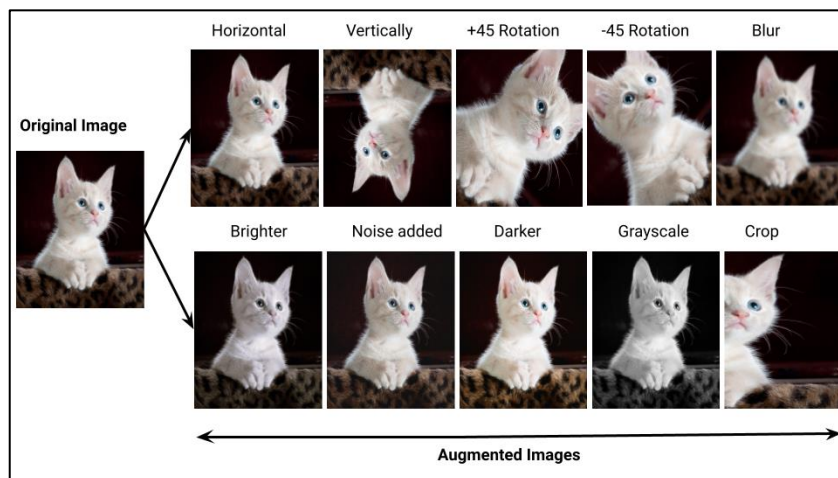 Horizontal Vertically +45 Rotation -45 Rotation Blur
Original Image
Brighter Noise added Darker Grayscale Crop
Augmented Images